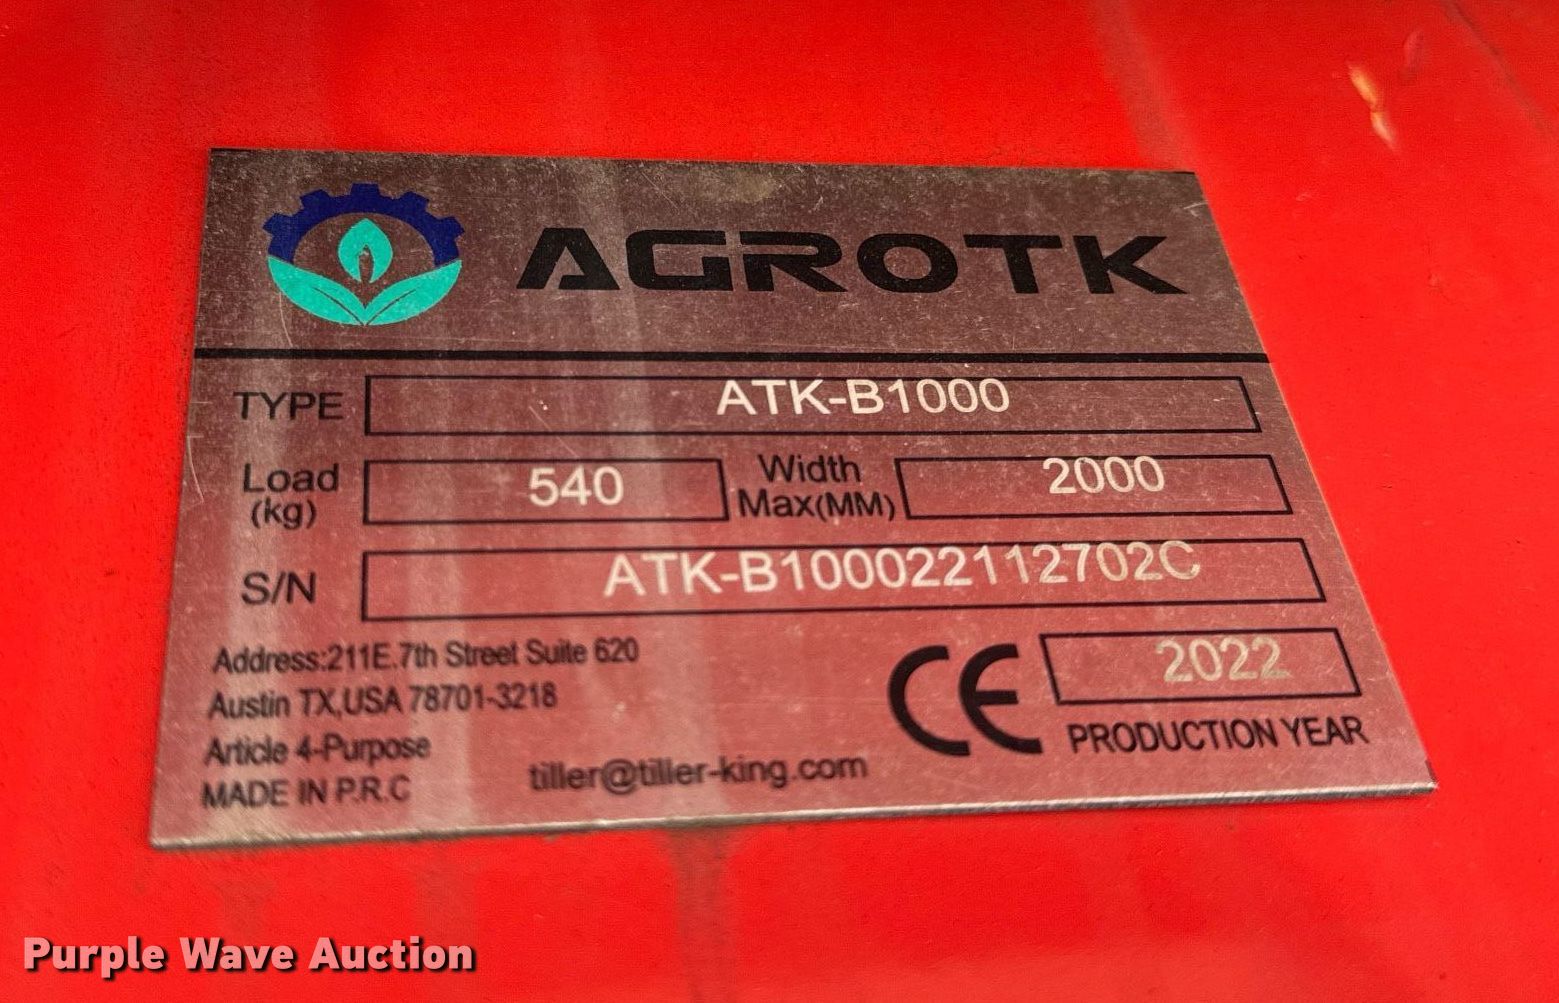 AGROTK
TYPE ATK-B1000
Load (kg) 540 Width Max(MM) 2000
S/N ATK-B100022112702C
Address:211E.7th Street Suite 620
Austin TX,USA 78701-3218
Article 4-Purpose
MADE IN P.R.C
tiller@tiller-king.com
CE
2022
PRODUCTION YEAR
Purple Wave Auction